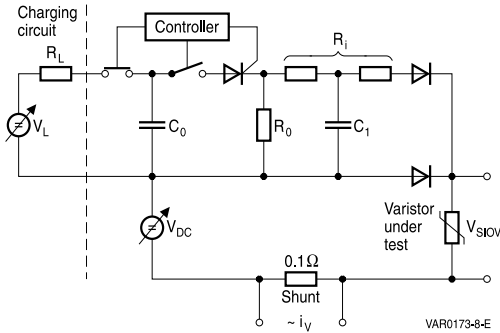 Charging
circuit
Controller
R_L
R_i
V_L
C_0
R_0
C_1
V_DC
Varistor
under
test
V_SIOV
0.1Ω
Shunt
~ i_V
VAR0173-8-E